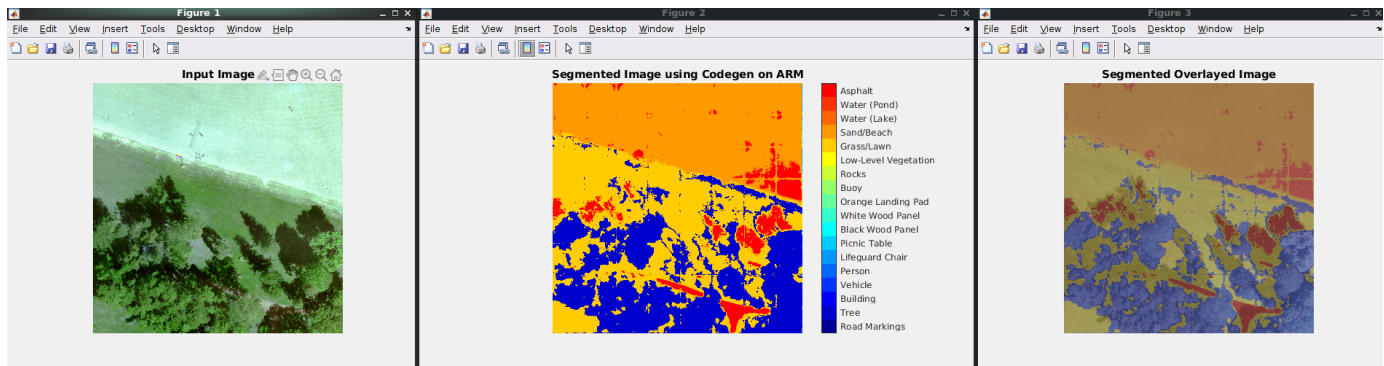 Figure 1
File Edit View Insert Tools Desktop Window Help
Input Image
Figure 2
File Edit View Insert Tools Desktop Window Help
Segmented Image using Codegen on ARM
Asphalt
Water (Pond)
Water (Lake)
Sand/Beach
Grass/Lawn
Low-Level Vegetation
Rocks
Buoy
Orange Landing Pad
White Wood Panel
Black Wood Panel
Picnic Table
Lifeguard Chair
Person
Vehicle
Building
Tree
Road Markings
Figure 3
File Edit View Insert Tools Desktop Window Help
Segmented Overlayed Image